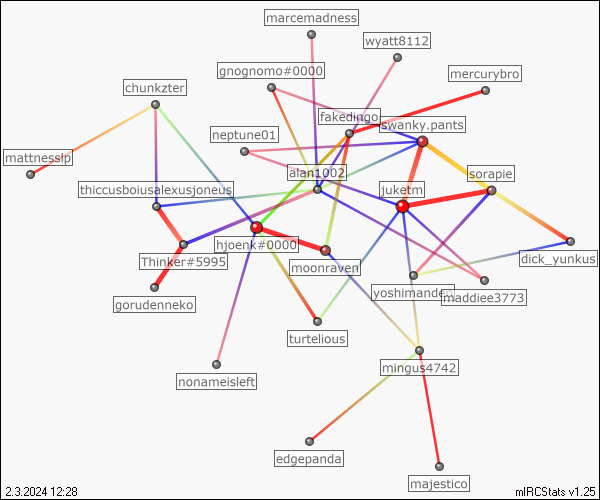 marcemadness
wyatt8112
gnognomo#0000
mercurybro
chunkzter
fakedingo
swanky.pants
neptune01
mattnesslp
alan1002
sorapie
thiccusboiusalexusjoneus
juketm
hjoenk#0000
Thinker#5995
dick_yunkus
moonraven
gorudenneko
maddiee3773
turtelious
mingus4742
nonameisleft
edgepanda
majestico
2.3.2024 12:28
mIRCStats v1.25